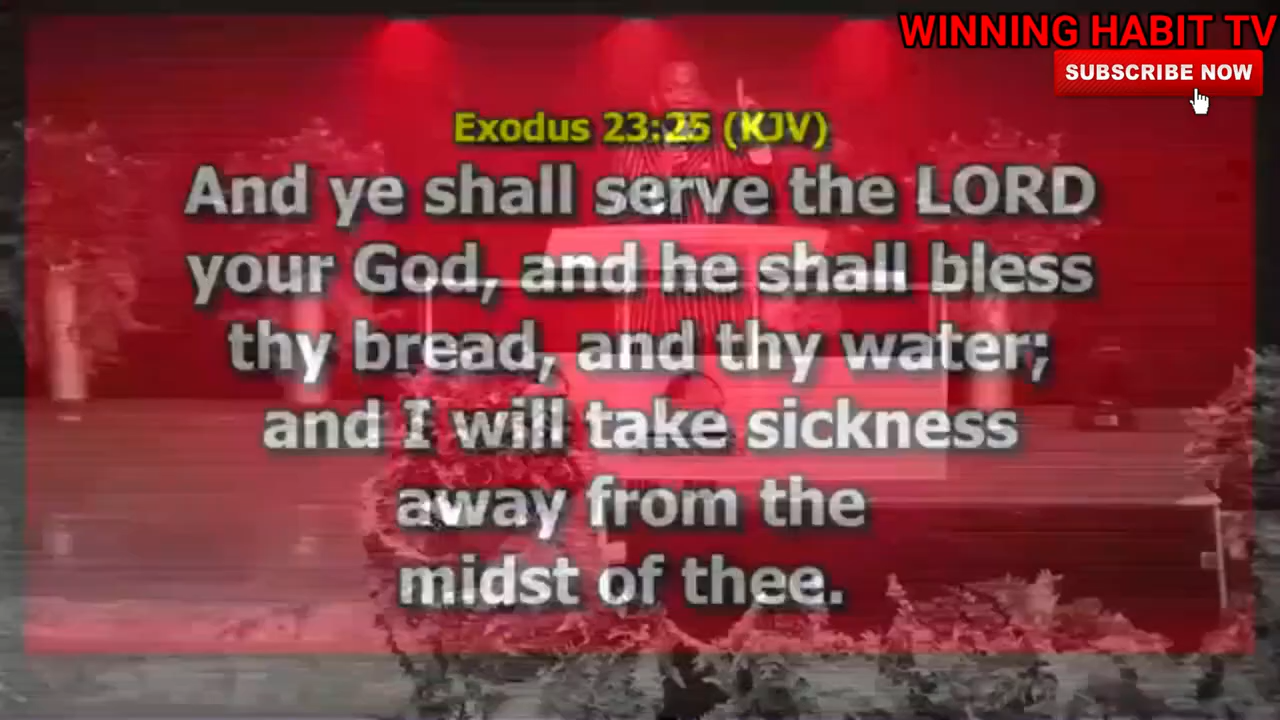 WINNING HABIT TV
SUBSCRIBE NOW
Exodus 23:25 (KJV)
And ye shall serve the LORD
your God, and he shall bless
thy bread, and thy water;
and I will take sickness
away from the
midst of thee.